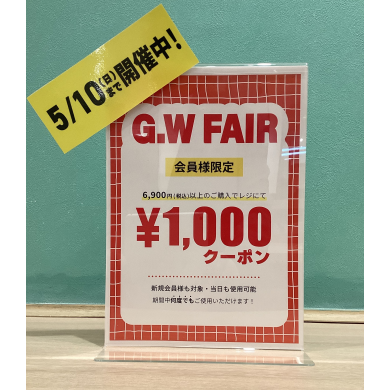 5/10(日)まで開催中!
G.W FAIR
会員様限定
6,900円(税込)以上のご購入でレジにて
¥1,000
クーポン
新規会員様も対象・当日も使用可能
期間中何度でもご使用いただけます!